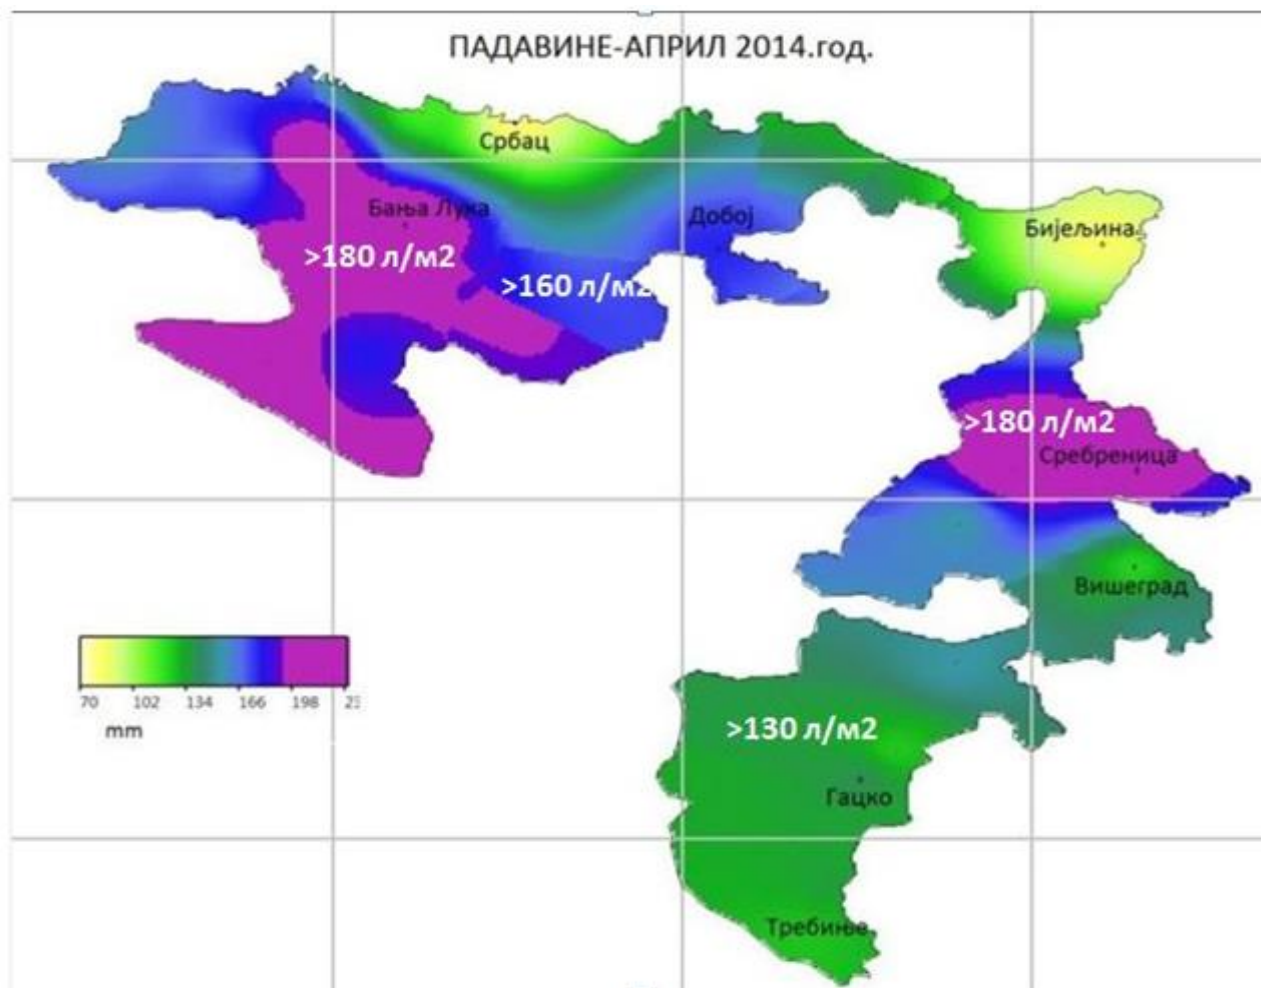 ПАДАВИНЕ-АПРИЛ 2014.год.
Србац
Бања Лука
Добој
Бијељина
>180 л/м2
>160 л/м2
>180 л/м2
Сребреница
Вишеград
70 102 134 166 198
mm
>130 л/м2
Гацко
Требиње